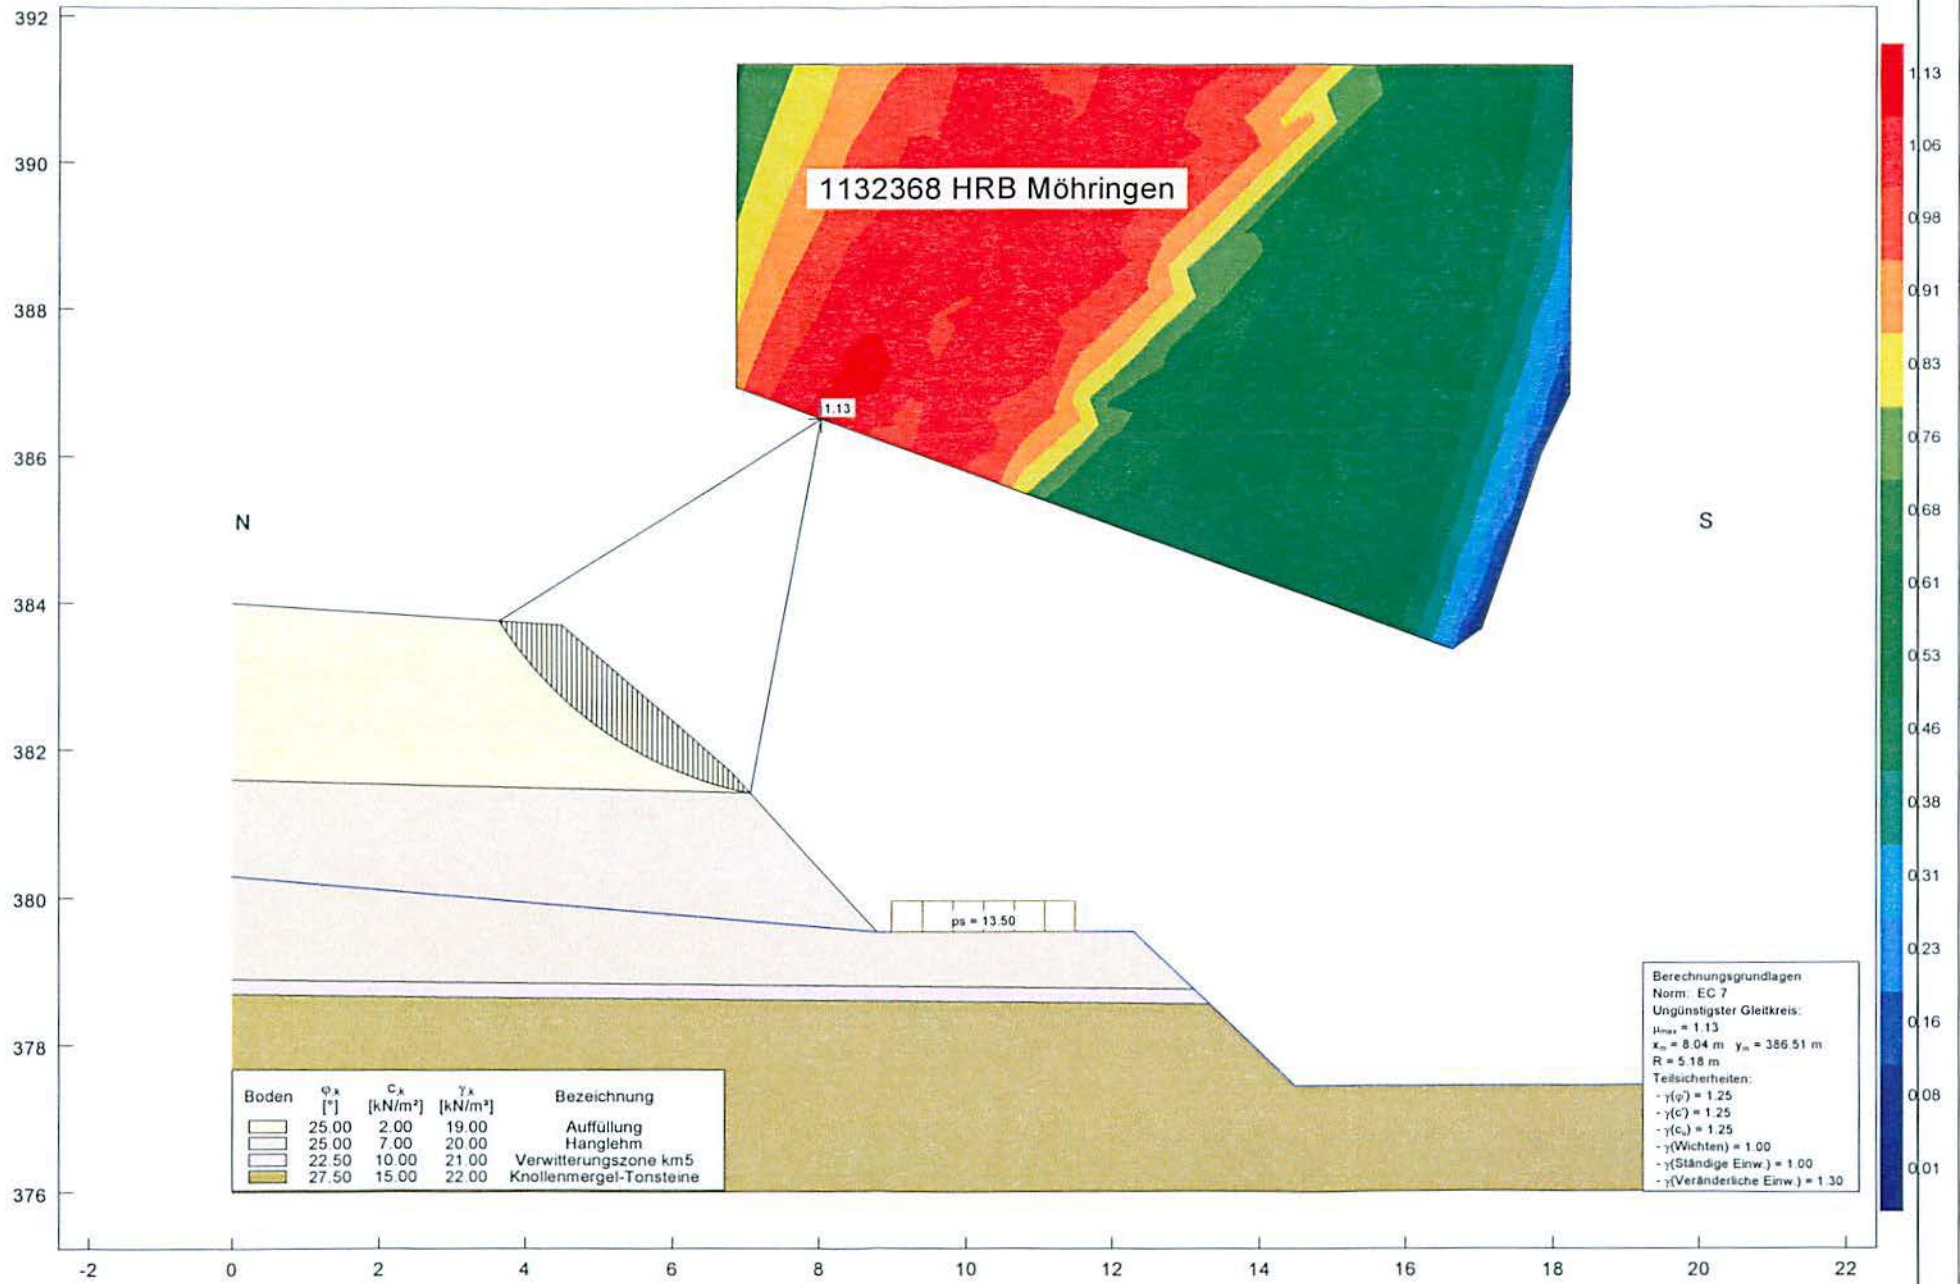 392
390
388
386
384
382
380
378
376
-2
0
2
4
6
8
10
12
14
16
18
20
22
1132368 HRB Möhringen
1.13
N
S
ps = 13.50
Boden φ,k [°] c,k [kN/m²] γ,k [kN/m³] Bezeichnung
25.00 2.00 19.00 Auffüllung
25.00 7.00 20.00 Hanglehm
22.50 10.00 21.00 Verwitterungszone km5
27.50 15.00 22.00 Knollenmergel-Tonsteine
Berechnungsgrundlagen
Norm: EC 7
Ungünstigster Gleitkreis:
μmax = 1.13
xm = 8.04 m ym = 386.51 m
R = 5.18 m
Teilsicherheiten:
- γ(φ') = 1.25
- γ(c') = 1.25
- γ(cu) = 1.25
- γ(Wichten) = 1.00
- γ(Ständige Einw.) = 1.00
- γ(Veränderliche Einw.) = 1.30
1.13
1.06
0.98
0.91
0.83
0.76
0.68
0.61
0.53
0.46
0.38
0.31
0.23
0.16
0.08
0.01